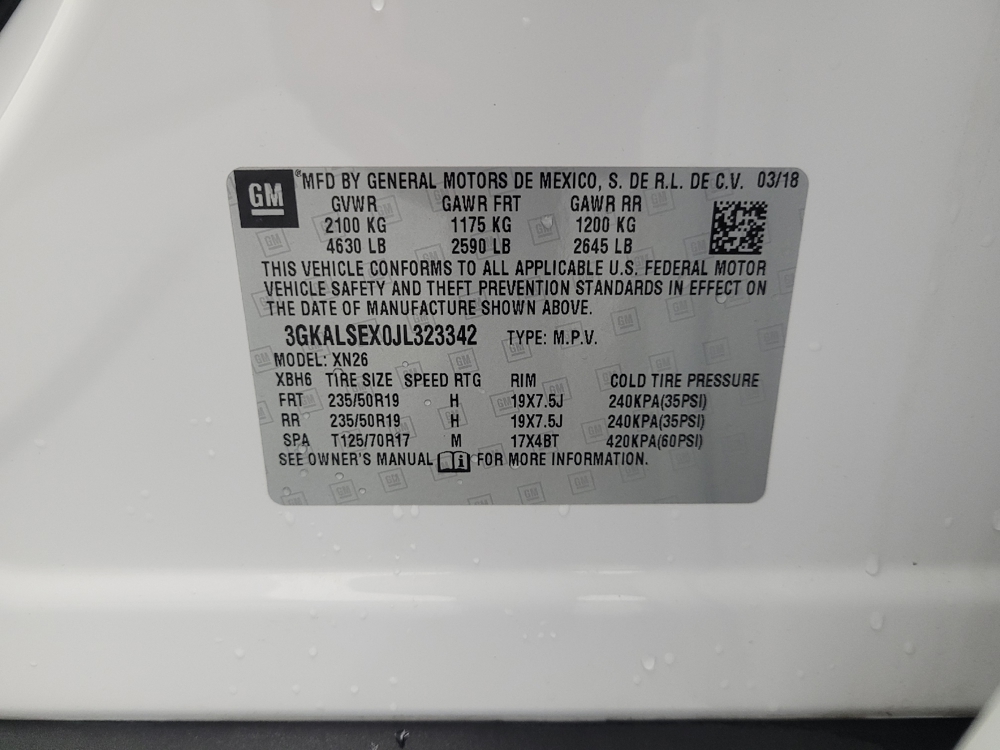 GM ® MFD BY GENERAL MOTORS DE MEXICO, S. DE R.L. DE C.V. 03/18
GVWR GAWR FRT GAWR RR
2100 KG 1175 KG 1200 KG
4630 LB 2590 LB 2645 LB
THIS VEHICLE CONFORMS TO ALL APPLICABLE U.S. FEDERAL MOTOR
VEHICLE SAFETY AND THEFT PREVENTION STANDARDS IN EFFECT ON
THE DATE OF MANUFACTURE SHOWN ABOVE.
3GKALSEX0JL323342 TYPE: M.P.V.
MODEL: XN26
XBH6 TIRE SIZE SPEED RTG RIM COLD TIRE PRESSURE
FRT 235/50R19 H 19X7.5J 240KPA(35PSI)
RR 235/50R19 H 19X7.5J 240KPA(35PSI)
SPA T125/70R17 M 17X4BT 420KPA(60PSI)
SEE OWNER'S MANUAL i FOR MORE INFORMATION.